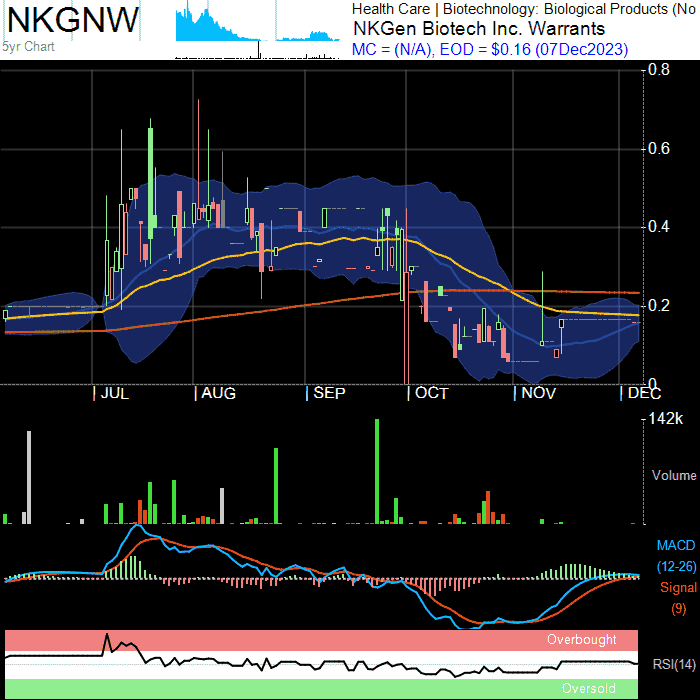 NKGNW
5yr Chart
Health Care | Biotechnology: Biological Products (No
NKGen Biotech Inc. Warrants
MC = (N/A), EOD = $0.16 (07Dec2023)
0.8
0.6
0.4
0.2
0
| JUL | AUG | SEP | OCT | NOV | DEC
142k
Volume
MACD
(12-26)
Signal
(9)
Overbought
RSI(14)
Oversold